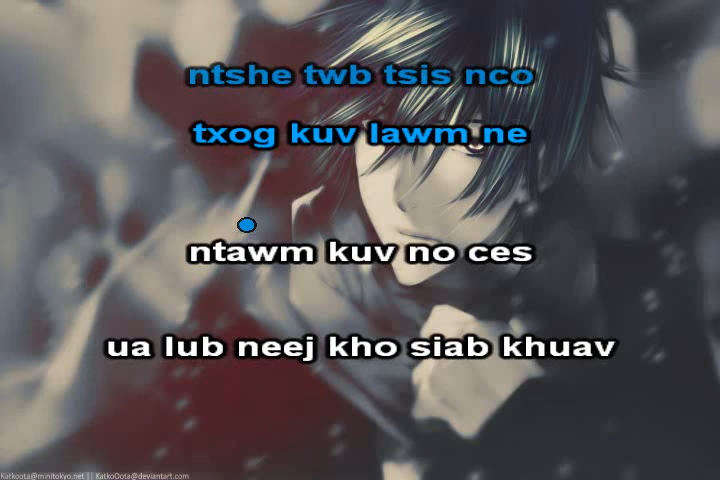 ntshe twb tsis nco
txog kuv lawm ne
ntawm kuv no ces
ua lub neej kho siab khuav
Katkoota@minitokyo.net || KatkoOota@deviantart.com